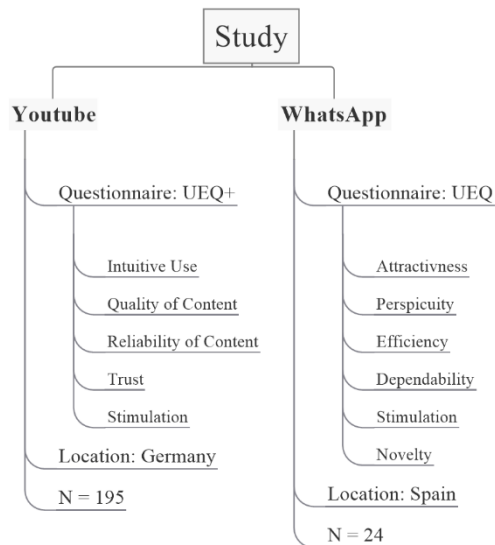 Study
Youtube
Questionnaire: UEQ+
Intuitive Use
Quality of Content
Reliability of Content
Trust
Stimulation
Location: Germany
N = 195
WhatsApp
Questionnaire: UEQ
Attractivness
Perspicuity
Efficiency
Dependability
Stimulation
Novelty
Location: Spain
N = 24